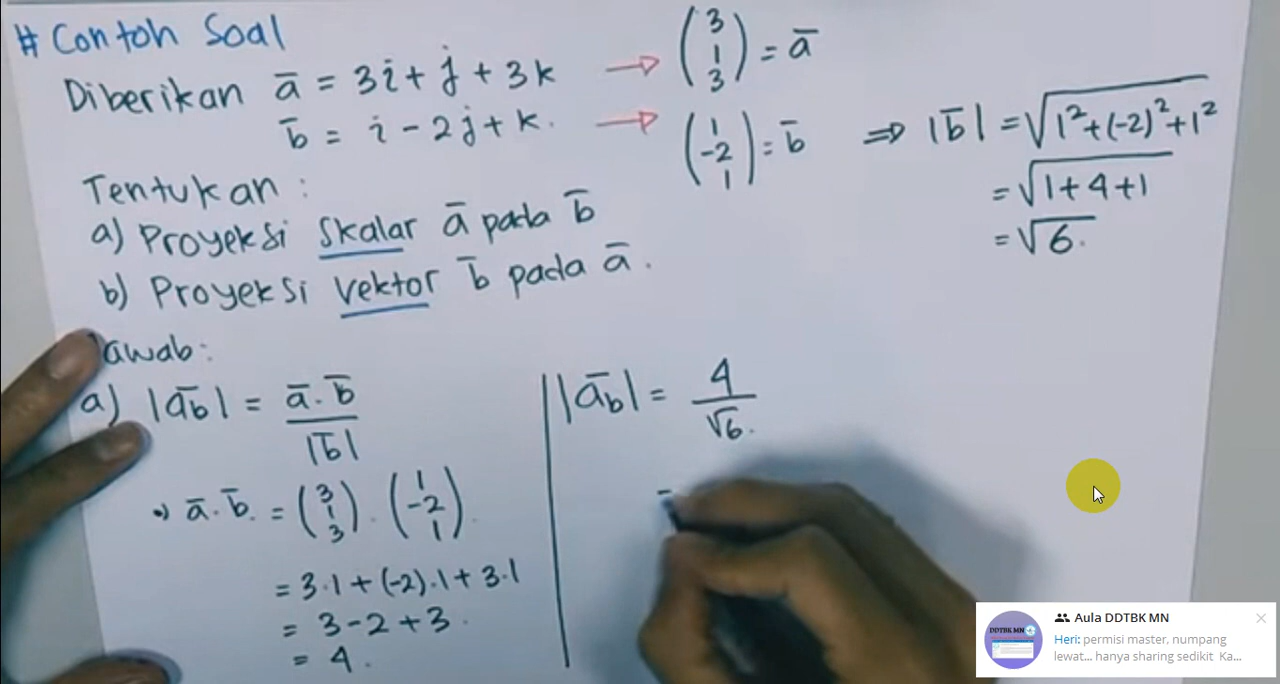 # Contoh Soal
Diberikan a̅ = 3i + j + 3k → (3 1 3) = a̅
b̅ = i - 2j + k. → (1 -2 1) = b̅ ⇒ |b̅| = √1²+(-2)²+1²
= √1+4+1
= √6.
Tentukan :
a) Proyeksi skalar a̅ pada b̅
b) Proyeksi vektor b̅ pada a̅.
Jawab:
a) |a̅b| = a̅.b̅ / |b̅|
•) a̅.b̅. = (3 1 3) . (1 -2 1)
= 3.1 + (-2).1 + 3.1
= 3-2+3.
= 4.
|a̅b| = 4 / √6.
=
DDTBK MN
Aula DDTBK MN
Heri: permisi master, numpang
lewat... hanya sharing sedikit Ka...